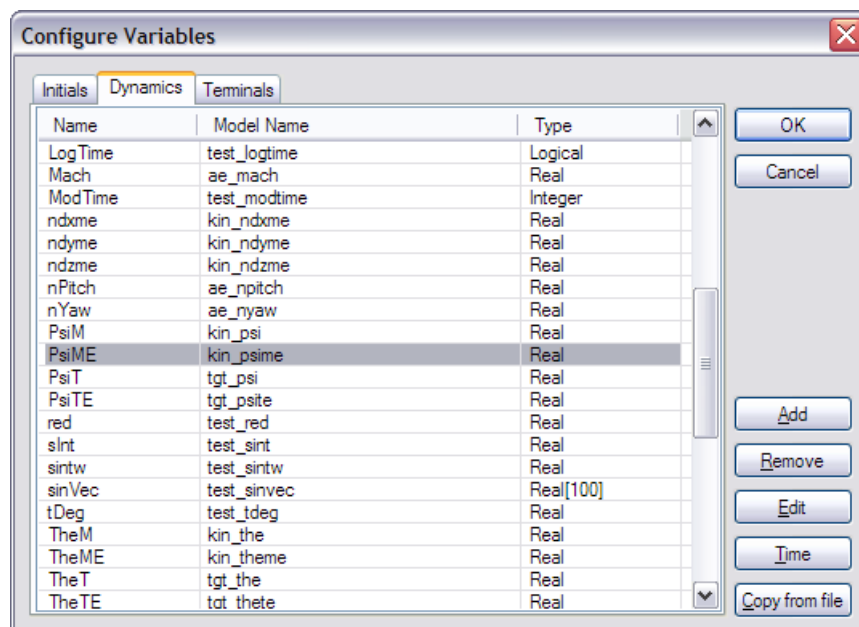 Configure Variables
Initials Dynamics Terminals
Name Model Name Type
LogTime test_logtime Logical
Mach ae_mach Real
ModTime test_modtime Integer
ndxme kin_ndxme Real
ndyme kin_ndyme Real
ndzme kin_ndzme Real
nPitch ae_npitch Real
nYaw ae_nyaw Real
PsiM kin_psi Real
PsiME kin_psime Real
PsiT tgt_psi Real
PsiTE tgt_psite Real
red test_red Real
sInt test_sint Real
sintw test_sintw Real
sinVec test_sinvec Real[100]
tDeg test_tdeg Real
TheM kin_the Real
TheME kin_theme Real
TheT tgt_the Real
TheTE tgt_thete Real
OK
Cancel
Add
Remove
Edit
Time
Copy from file